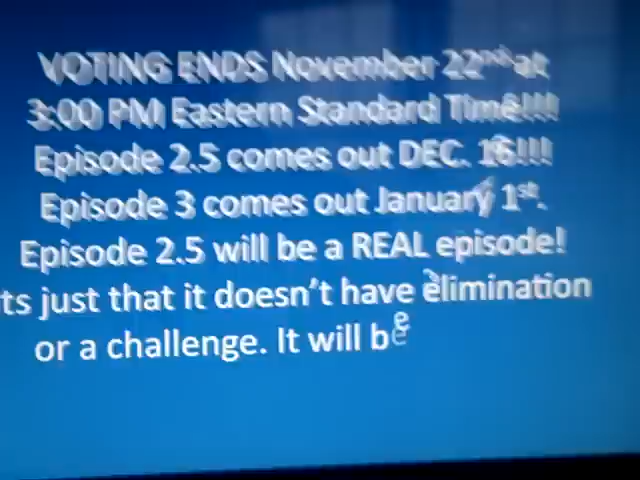 VOTING ENDS November 22nd at
3:00 PM Eastern Standard Time!!!!
Episode 2.5 comes out DEC. 16!!!
Episode 3 comes out January 1st.
Episode 2.5 will be a REAL episode!
ts just that it doesn't have elimination
or a challenge. It will be